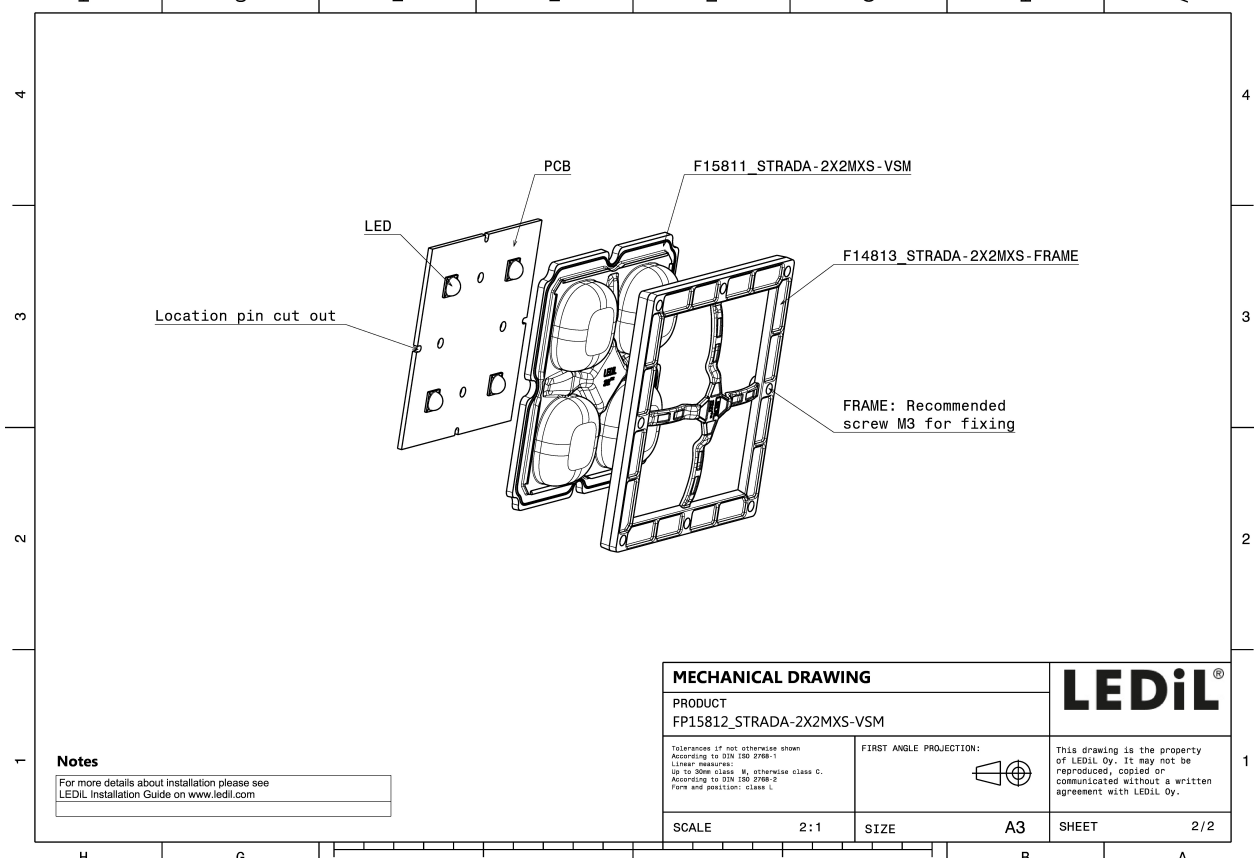 4
4
PCB
F15811_STRADA-2X2MXS-VSM
LED
F14813_STRADA-2X2MXS-FRAME
3
Location pin cut out
3
LEDiL
FRAME: Recommended
screw M3 for fixing
2
2
MECHANICAL DRAWING
LEDiL®
PRODUCT
FP15812_STRADA-2X2MXS-VSM
Tolerances if not otherwise shown
According to DIN ISO 2768-1
Linear measures:
Up to 30mm class  M, otherwise class C.
According to DIN ISO 2768-2
Form and position: class L
FIRST ANGLE PROJECTION:
This drawing is the property
of LEDiL Oy. It may not be
reproduced, copied or
communicated without a written
agreement with LEDiL Oy.
1
Notes
1
For more details about installation please see
LEDiL Installation Guide on www.ledil.com
SCALE 2:1
SIZE A3
SHEET 2/2
H G B A